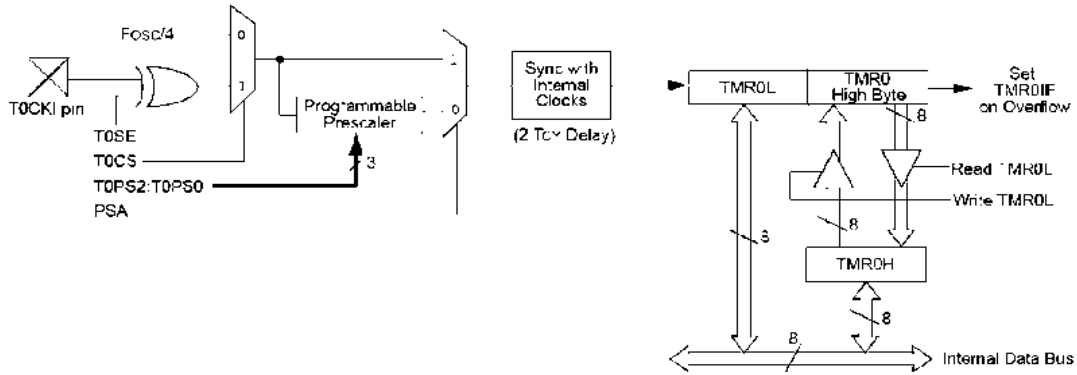 Fosc/4
0
1
1
0
T0CKI pin
T0SE
T0CS
T0PS2:T0PS0
PSA
Programmable
Prescaler
3
Sync with
Internal
Clocks
(2 TCY Delay)
TMR0L
TMR0
High Byte
Set
TMR0IF
on Overflow
8
Read TMR0L
Write TMR0L
8
8
TMR0H
8
8
Internal Data Bus